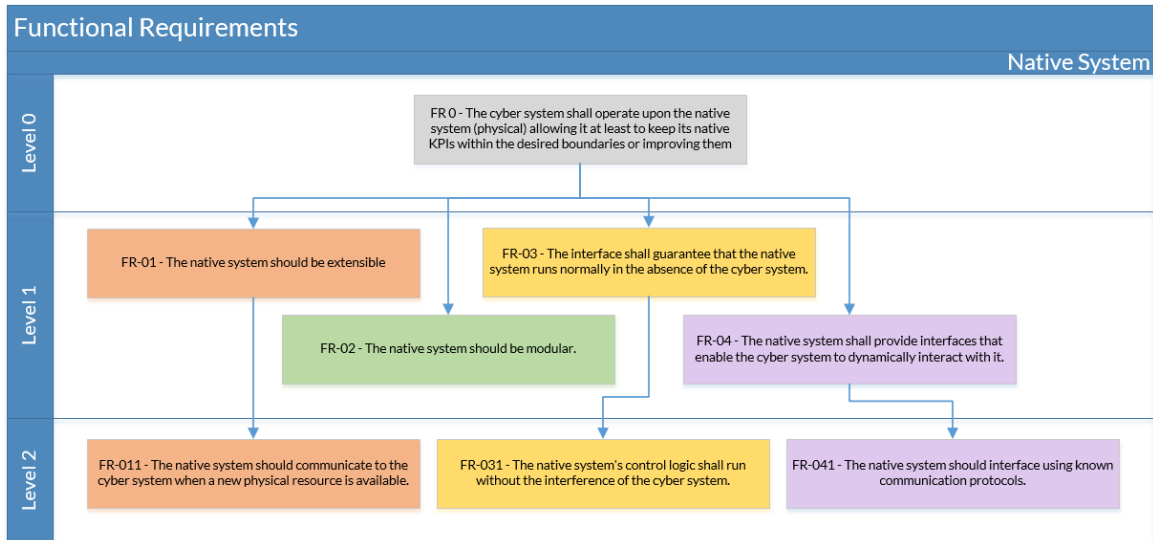 Functional Requirements
Native System
Level 0
FR 0 - The cyber system shall operate upon the native
system (physical) allowing it at least to keep its native
KPIs within the desired boundaries or improving them
Level 1
FR-01 - The native system should be extensible
FR-03 - The interface shall guarantee that the native
system runs normally in the absence of the cyber system.
FR-02 - The native system should be modular.
FR-04 - The native system shall provide interfaces that
enable the cyber system to dynamically interact with it.
Level 2
FR-011 - The native system should communicate to the
cyber system when a new physical resource is available.
FR-031 - The native system's control logic shall run
without the interference of the cyber system.
FR-041 - The native system should interface using known
communication protocols.